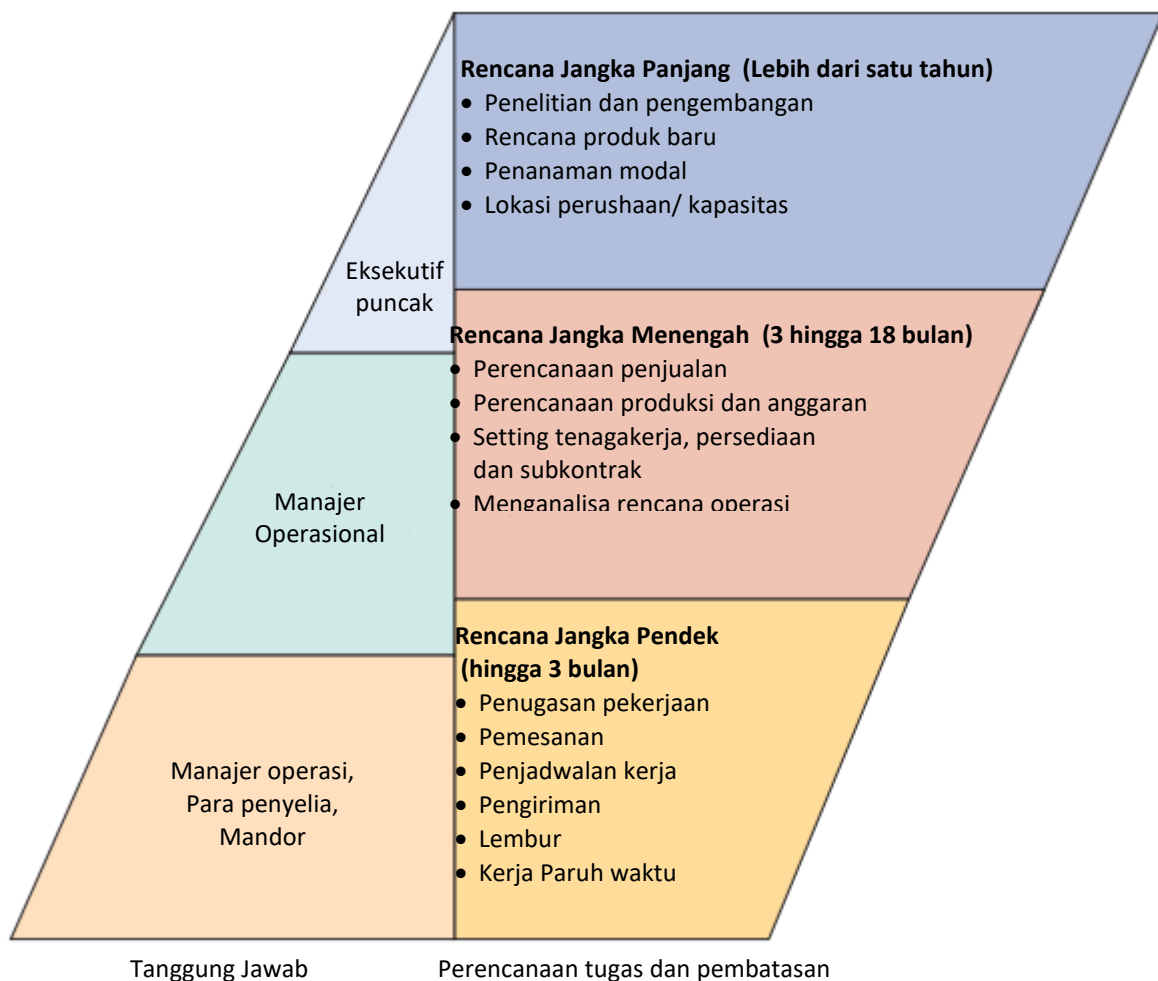 Rencana Jangka Panjang (Lebih dari satu tahun)
• Penelitian dan pengembangan
• Rencana produk baru
• Penanaman modal
• Lokasi perushaan/ kapasitas
Eksekutif
puncak
Rencana Jangka Menengah (3 hingga 18 bulan)
• Perencanaan penjualan
• Perencanaan produksi dan anggaran
• Setting tenagakerja, persediaan
dan subkontrak
• Menganalisa rencana operasi
Manajer
Operasional
Rencana Jangka Pendek
(hingga 3 bulan)
• Penugasan pekerjaan
• Pemesanan
• Penjadwalan kerja
• Pengiriman
• Lembur
• Kerja Paruh waktu
Manajer operasi,
Para penyelia,
Mandor
Tanggung Jawab
Perencanaan tugas dan pembatasan